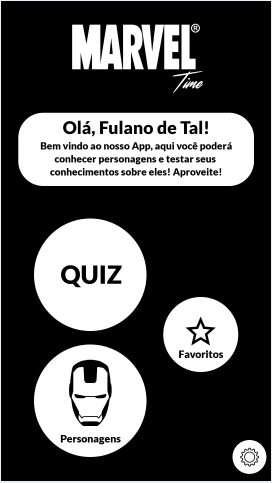 MARVEL®
Time
Olá, Fulano de Tal!
Bem vindo ao nosso App, aqui você poderá
conhecer personagens e testar seus
conhecimentos sobre eles! Aproveite!
QUIZ
Favoritos
Personagens